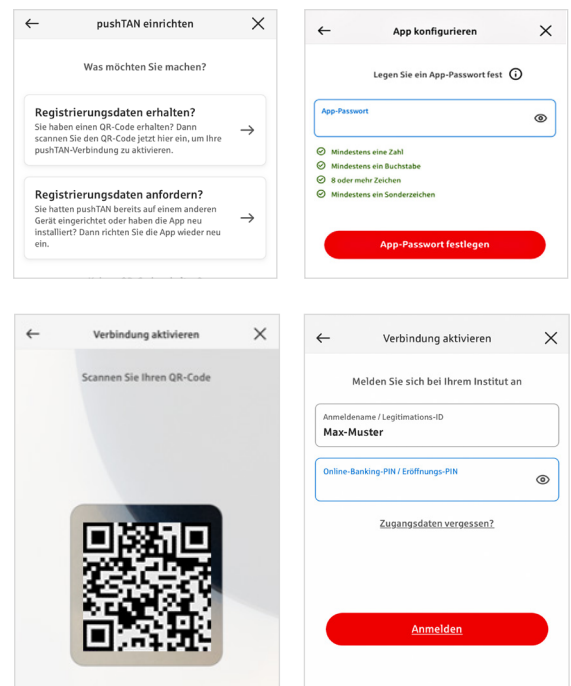 pushTAN einrichten
Was möchten Sie machen?
Registrierungsdaten erhalten?
Sie haben einen QR-Code erhalten? Dann
scannen Sie den QR-Code jetzt hier ein, um Ihre
pushTAN-Verbindung zu aktivieren.
Registrierungsdaten anfordern?
Sie hatten pushTAN bereits auf einem anderen
Gerät eingerichtet oder haben die App neu
installiert? Dann richten Sie die App wieder neu
ein.
App konfigurieren
Legen Sie ein App-Passwort fest
App-Passwort
Mindestens eine Zahl
Mindestens ein Buchstabe
8 oder mehr Zeichen
Mindestens ein Sonderzeichen
App-Passwort festlegen
Verbindung aktivieren
Scannen Sie Ihren QR-Code
Verbindung aktivieren
Melden Sie sich bei Ihrem Institut an
Anmeldename / Legitimations-ID
Max-Muster
Online-Banking-PIN / Eröffnungs-PIN
Zugangsdaten vergessen?
Anmelden